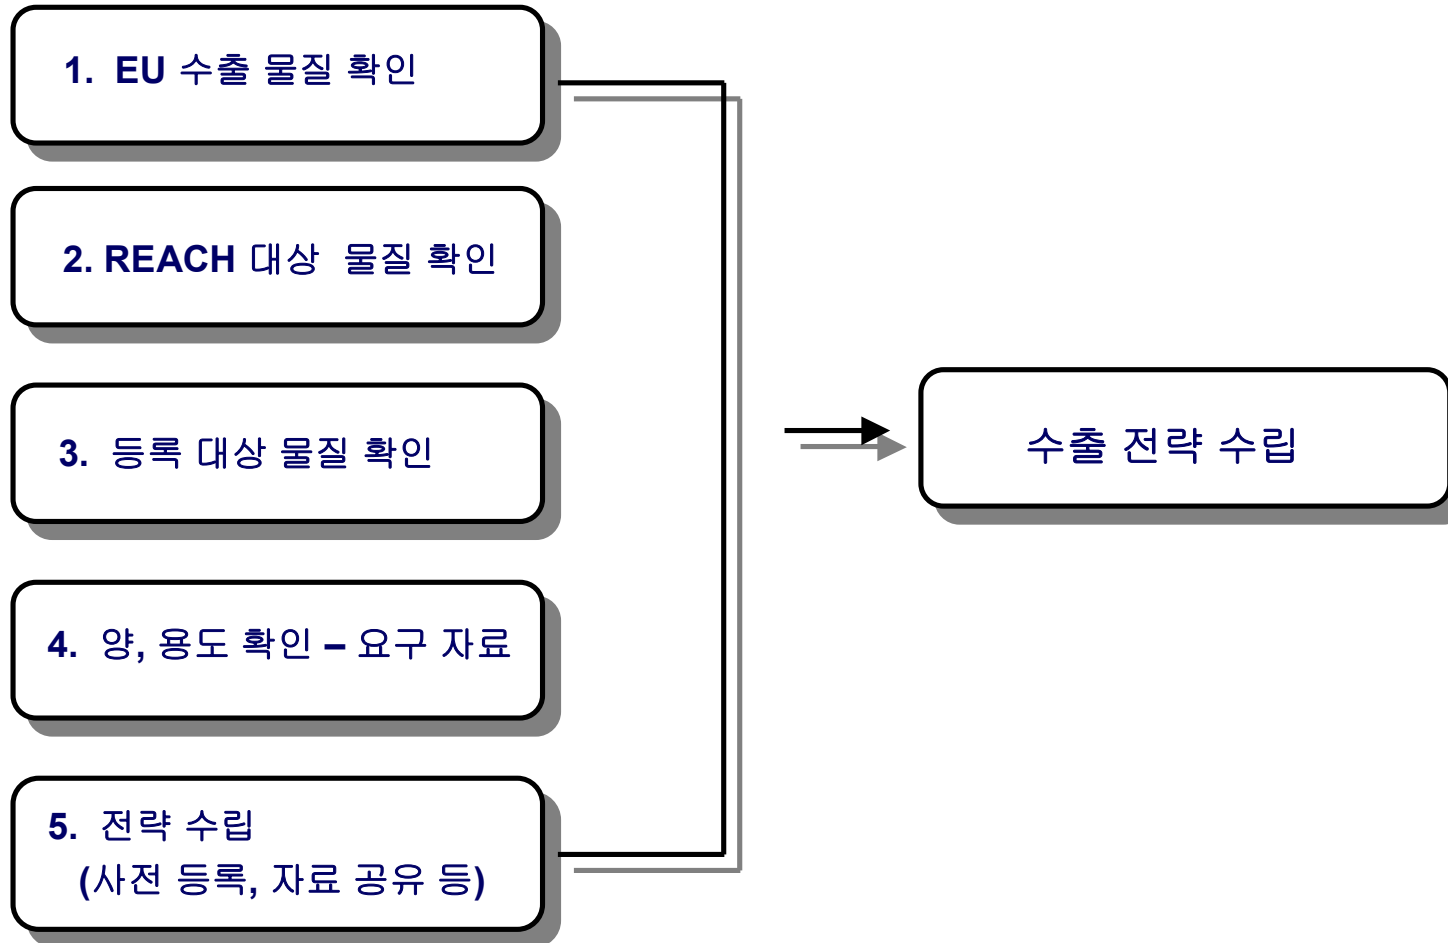 1. EU 수출 물질 확인
2. REACH 대상 물질 확인
3. 등록 대상 물질 확인
4. 양, 용도 확인 – 요구 자료
5. 전략 수립
(사전 등록, 자료 공유 등)
수출 전략 수립